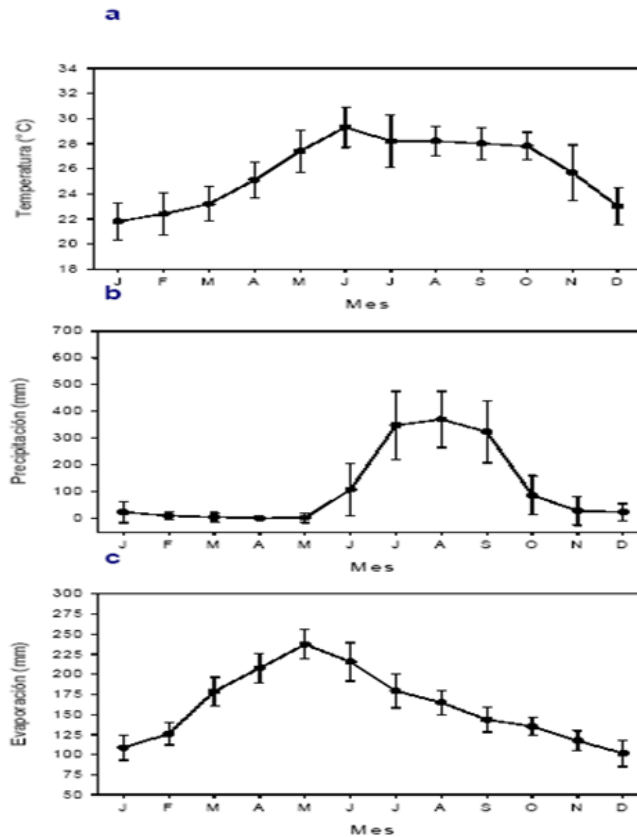 a
34
32
30
28
26
24
22
20
18
Temperatura (°C)
J F M A M J J A S O N D
Mes
b
700
600
500
400
300
200
100
0
Precipitación (mm)
J F M A M J J A S O N D
Mes
c
300
275
250
225
200
175
150
125
100
75
50
Evaporación (mm)
J F M A M J J A S O N D
Mes